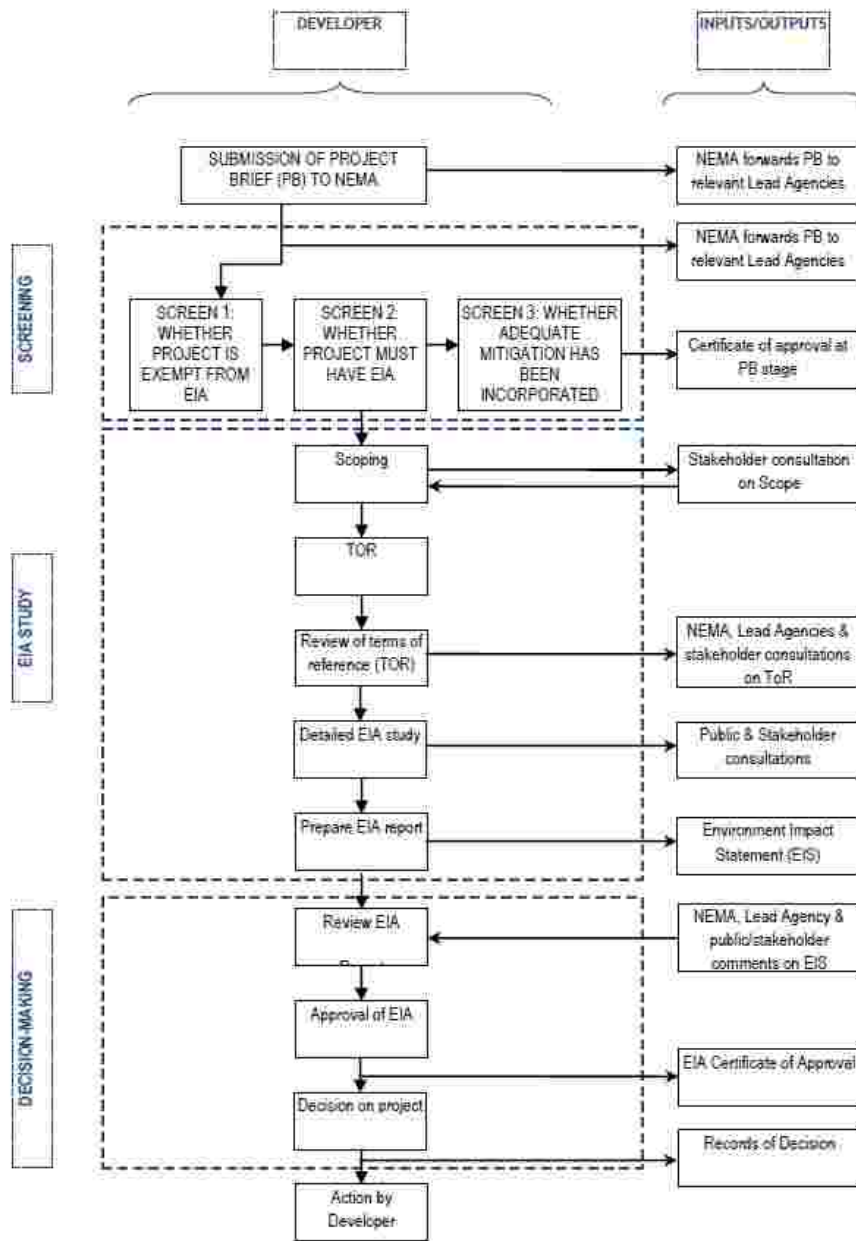 DEVELOPER
INPUTS/OUTPUTS
SUBMISSION OF PROJECT
BRIEF (PB) TO NEMA
NEMA forwards PB to
relevant Lead Agencies
NEMA forwards PB to
relevant Lead Agencies
SCREENING
SCREEN 1:
WHETHER
PROJECT IS
EXEMPT FROM
EIA
SCREEN 2:
WHETHER
PROJECT MUST
HAVE EIA
SCREEN 3: WHETHER
ADEQUATE
MITIGATION HAS
BEEN
INCORPORATED
Certificate of approval at
PB stage
EIA STUDY
Scoping
Stakeholder consultation
on Scope
TOR
Review of terms of
reference (TOR)
NEMA, Lead Agencies &
stakeholder consultations
on ToR
Detailed EIA study
Public & Stakeholder
consultations
Prepare EIA report
Environment Impact
Statement (EIS)
DECISION-MAKING
Review EIA
NEMA, Lead Agency &
public/stakeholder
comments on EIS
Approval of EIA
EIA Certificate of Approval
Decision on project
Records of Decision
Action by
Developer